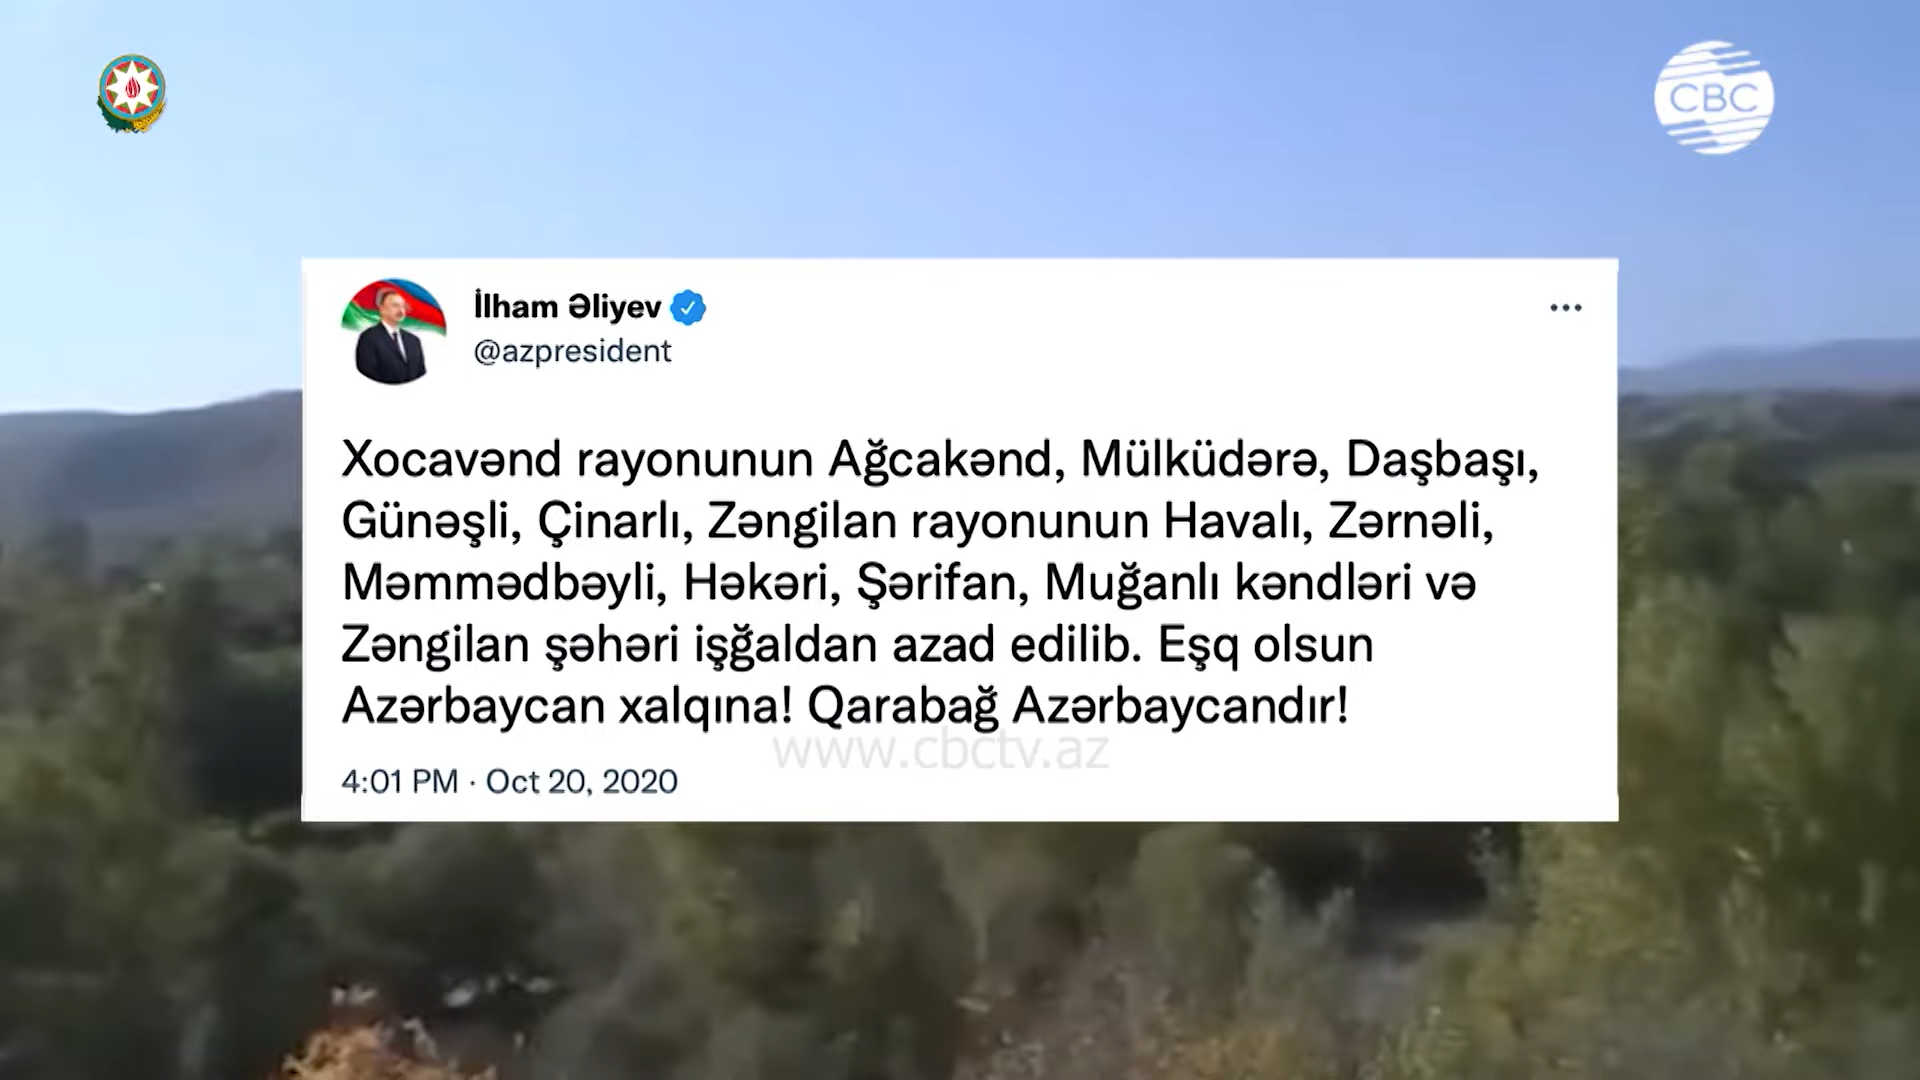 CBC
İlham Əliyev
@azpresident
Xocavənd rayonunun Ağcakənd, Mülküdərə, Daşbaşı,
Günəşli, Çinarlı, Zəngilan rayonunun Havalı, Zərnəli,
Məmmədbəyli, Həkəri, Şərifan, Muğanlı kəndləri və
Zəngilan şəhəri işğaldan azad edilib. Eşq olsun
Azərbaycan xalqına! Qarabağ Azərbaycandır!
www.cbctv.az
4:01 PM · Oct 20, 2020